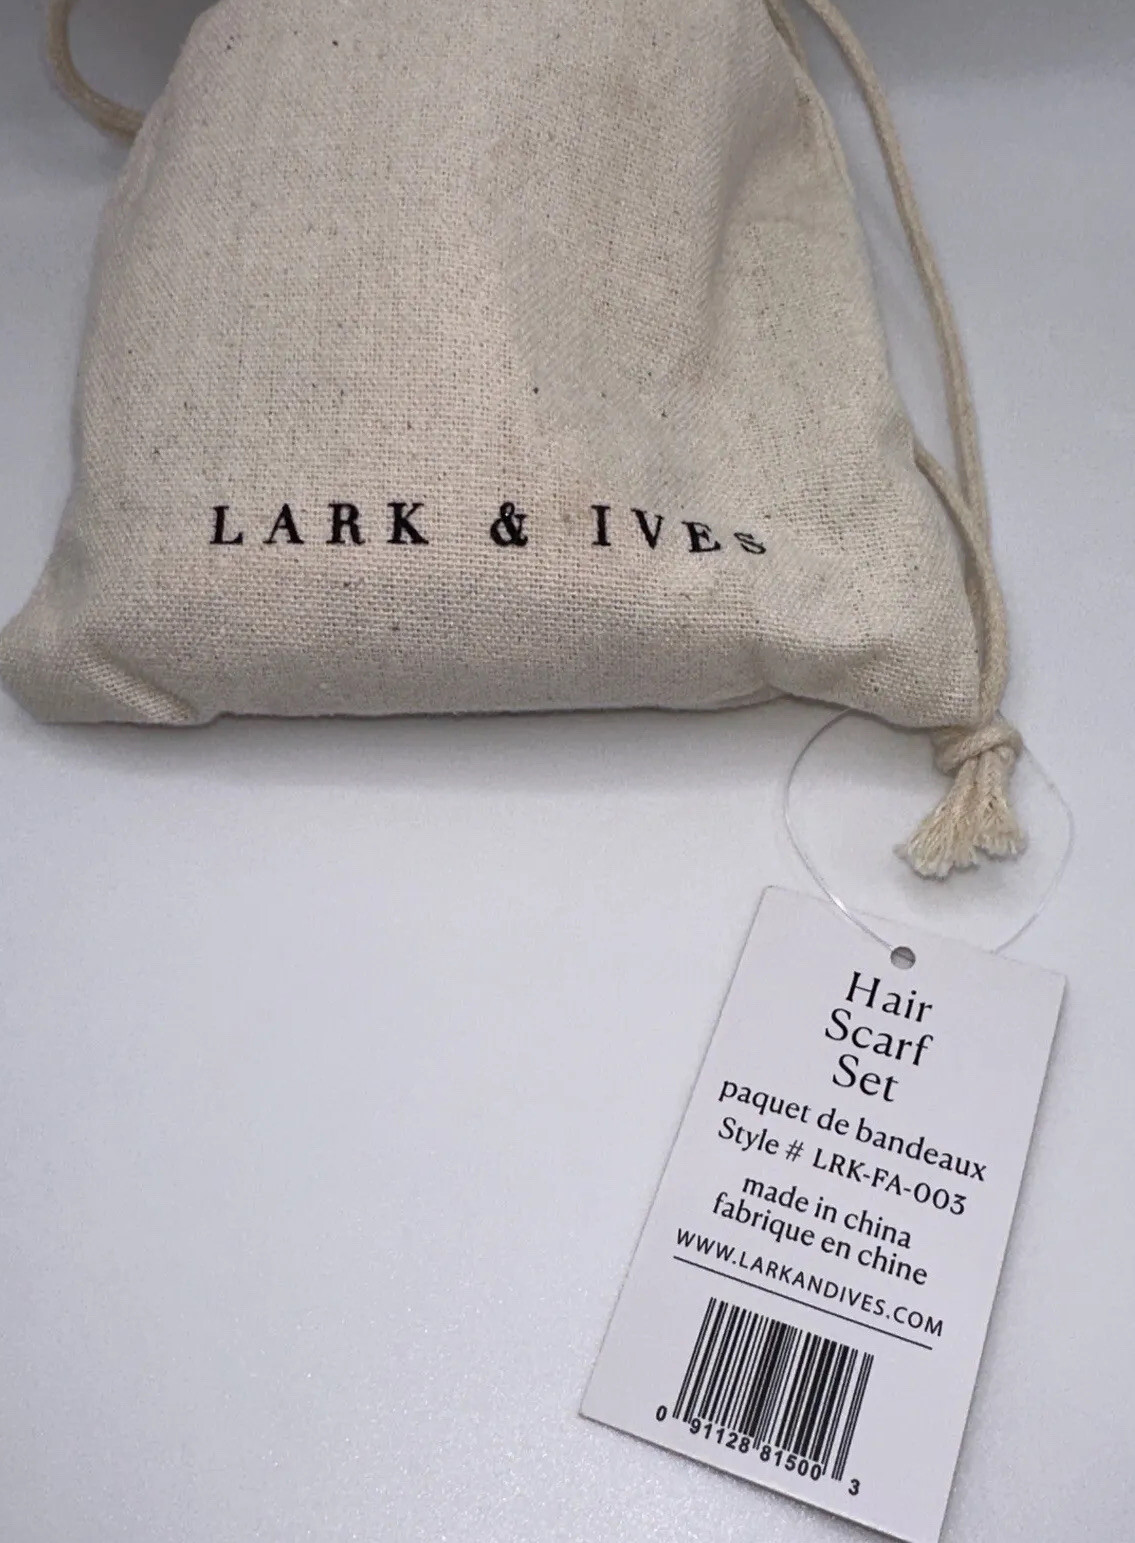 LARK & IVES
Hair
Scarf
Set
paquet de bandeaux
Style # LRK-FA-003
made in china
fabrique en chine
WWW.LARKANDIVES.COM
0 91128 81500 3